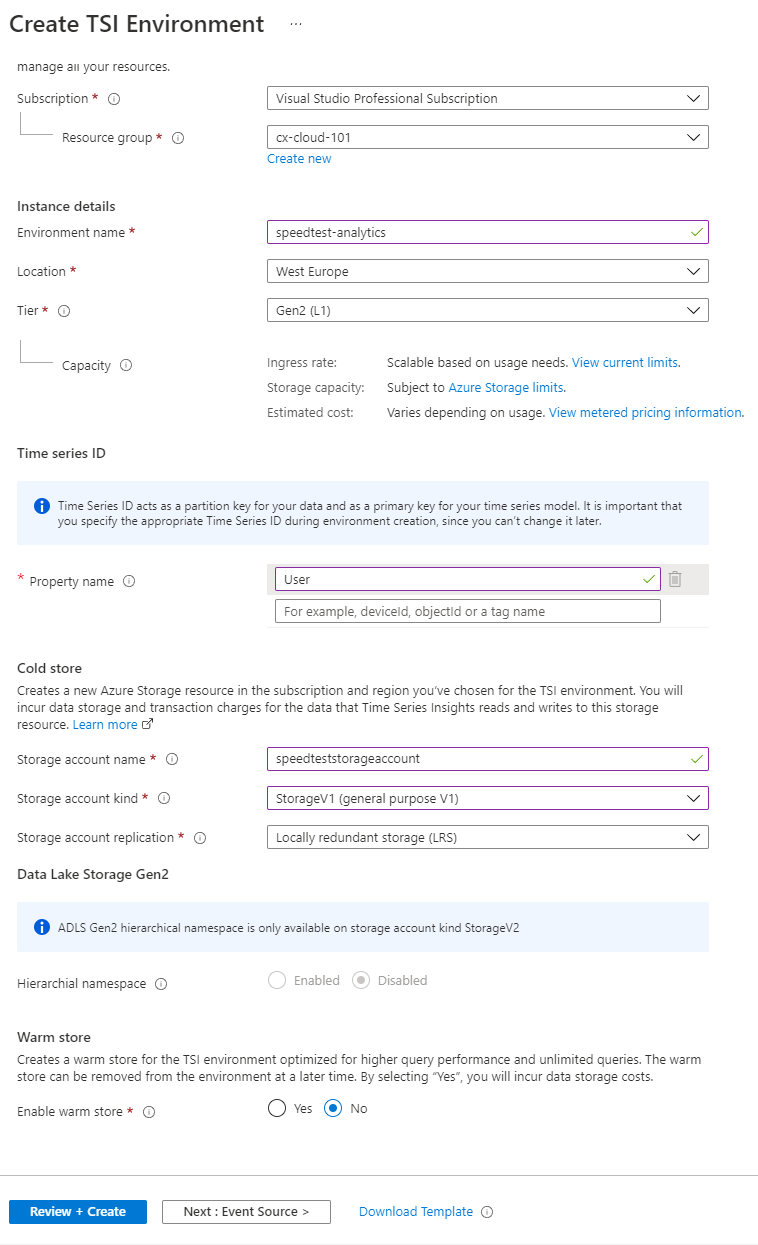 Create TSI Environment ...
manage all your resources.
Subscription * Visual Studio Professional Subscription
Resource group * cx-cloud-101
Create new
Instance details
Environment name * speedtest-analytics
Location * West Europe
Tier * Gen2 (L1)
Capacity Ingress rate: Scalable based on usage needs. View current limits.
Storage capacity: Subject to Azure Storage limits.
Estimated cost: Varies depending on usage. View metered pricing information.
Time series ID
Time Series ID acts as a partition key for your data and as a primary key for your time series model. It is important that
you specify the appropriate Time Series ID during environment creation, since you can't change it later.
* Property name User
For example, deviceId, objectId or a tag name
Cold store
Creates a new Azure Storage resource in the subscription and region you've chosen for the TSI environment. You will
incur data storage and transaction charges for the data that Time Series Insights reads and writes to this storage
resource. Learn more
Storage account name * speedteststorageaccount
Storage account kind * StorageV1 (general purpose V1)
Storage account replication * Locally redundant storage (LRS)
Data Lake Storage Gen2
ADLS Gen2 hierarchical namespace is only available on storage account kind StorageV2
Hierarchial namespace Enabled Disabled
Warm store
Creates a warm store for the TSI environment optimized for higher query performance and unlimited queries. The warm
store can be removed from the environment at a later time. By selecting “Yes”, you will incur data storage costs.
Enable warm store * Yes No
Review + Create Next : Event Source > Download Template